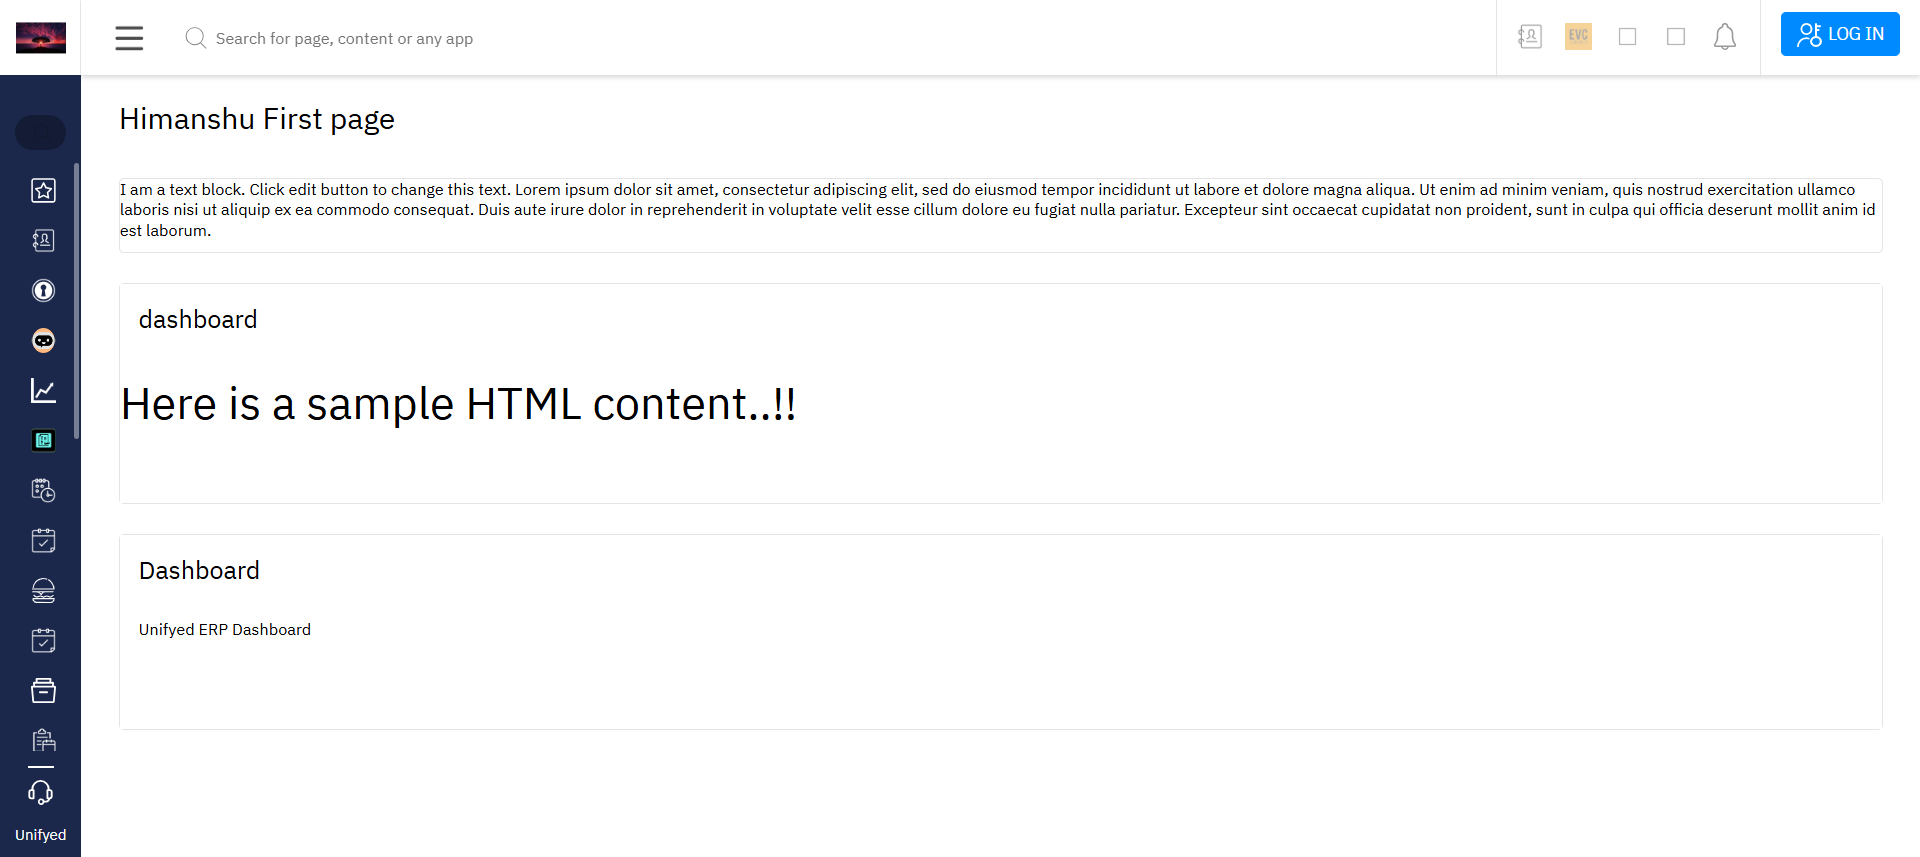 Search for page, content or any app
EVC
LOG IN
Himanshu First page
I am a text block. Click edit button to change this text. Lorem ipsum dolor sit amet, consectetur adipiscing elit, sed do eiusmod tempor incididunt ut labore et dolore magna aliqua. Ut enim ad minim veniam, quis nostrud exercitation ullamco
laboris nisi ut aliquip ex ea commodo consequat. Duis aute irure dolor in reprehenderit in voluptate velit esse cillum dolore eu fugiat nulla pariatur. Excepteur sint occaecat cupidatat non proident, sunt in culpa qui officia deserunt mollit anim id
est laborum.
dashboard
Here is a sample HTML content..!!
Dashboard
Unifyed ERP Dashboard
Unifyed